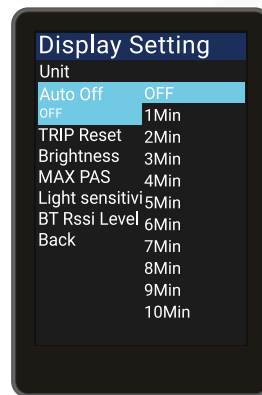 Display Setting
Unit
Auto Off
OFF
TRIP Reset
Brightness
MAX PAS
Light sensitivi
BT Rssi Level
Back
OFF
1Min
2Min
3Min
4Min
5Min
6Min
7Min
8Min
9Min
10Min